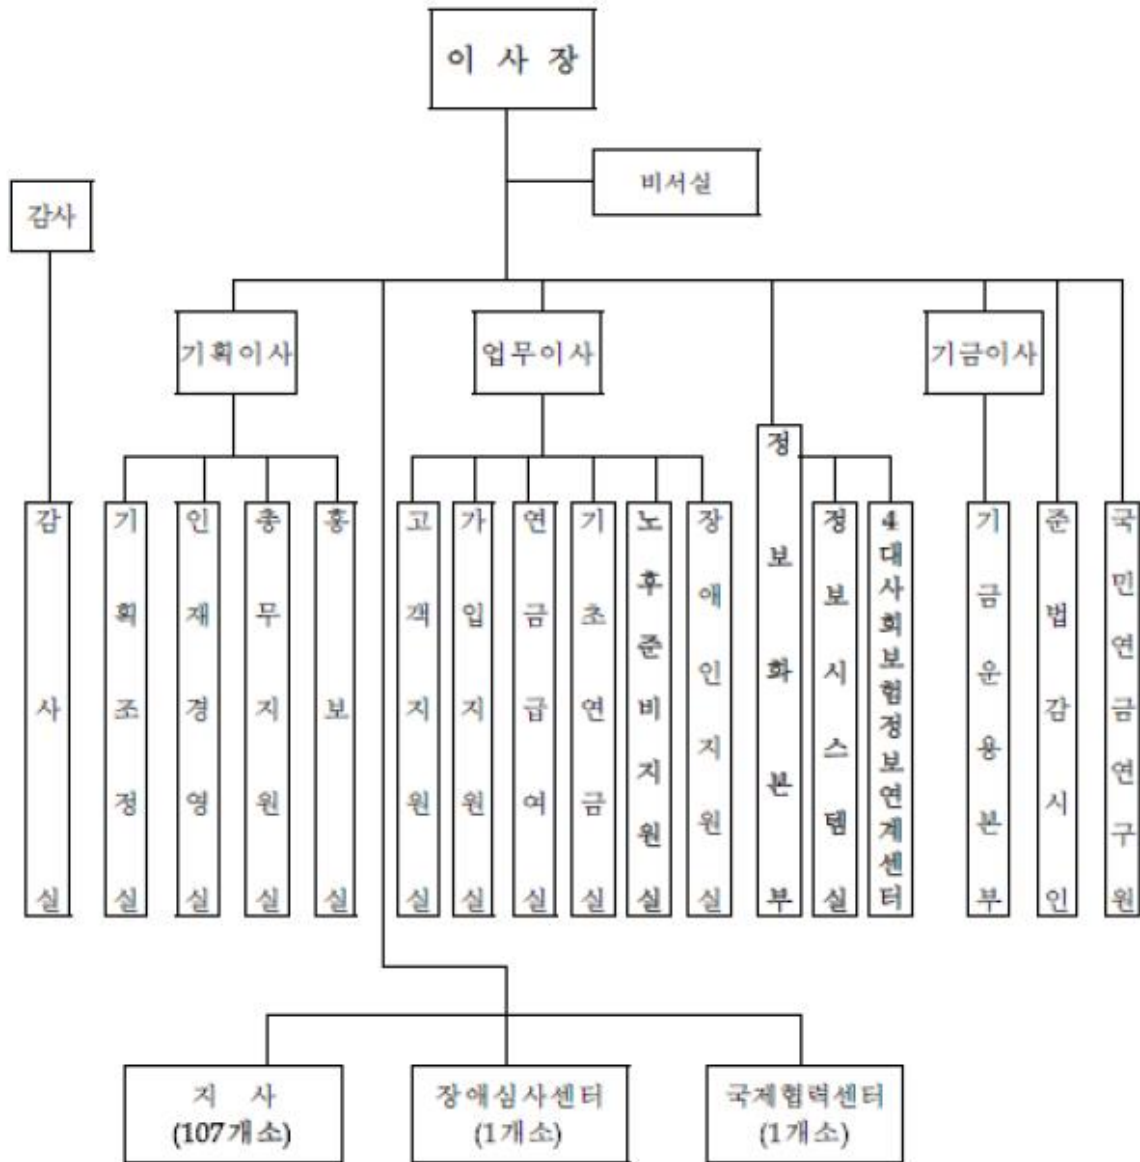 이 사 장
비서실
감사
기획이사
업무이사
기금이사
감사실
기획조정실
인재경영실
총무지원실
홍보실
고객지원실
가입지원실
연금급여실
기초연금실
노후준비지원실
장애인지원실
정보화본부
정보시스템실
4대사회보험정보연계센터
기금운용본부
준법감시인
국민연금연구원
지 사
(107개소)
장애심사센터
(1개소)
국제협력센터
(1개소)